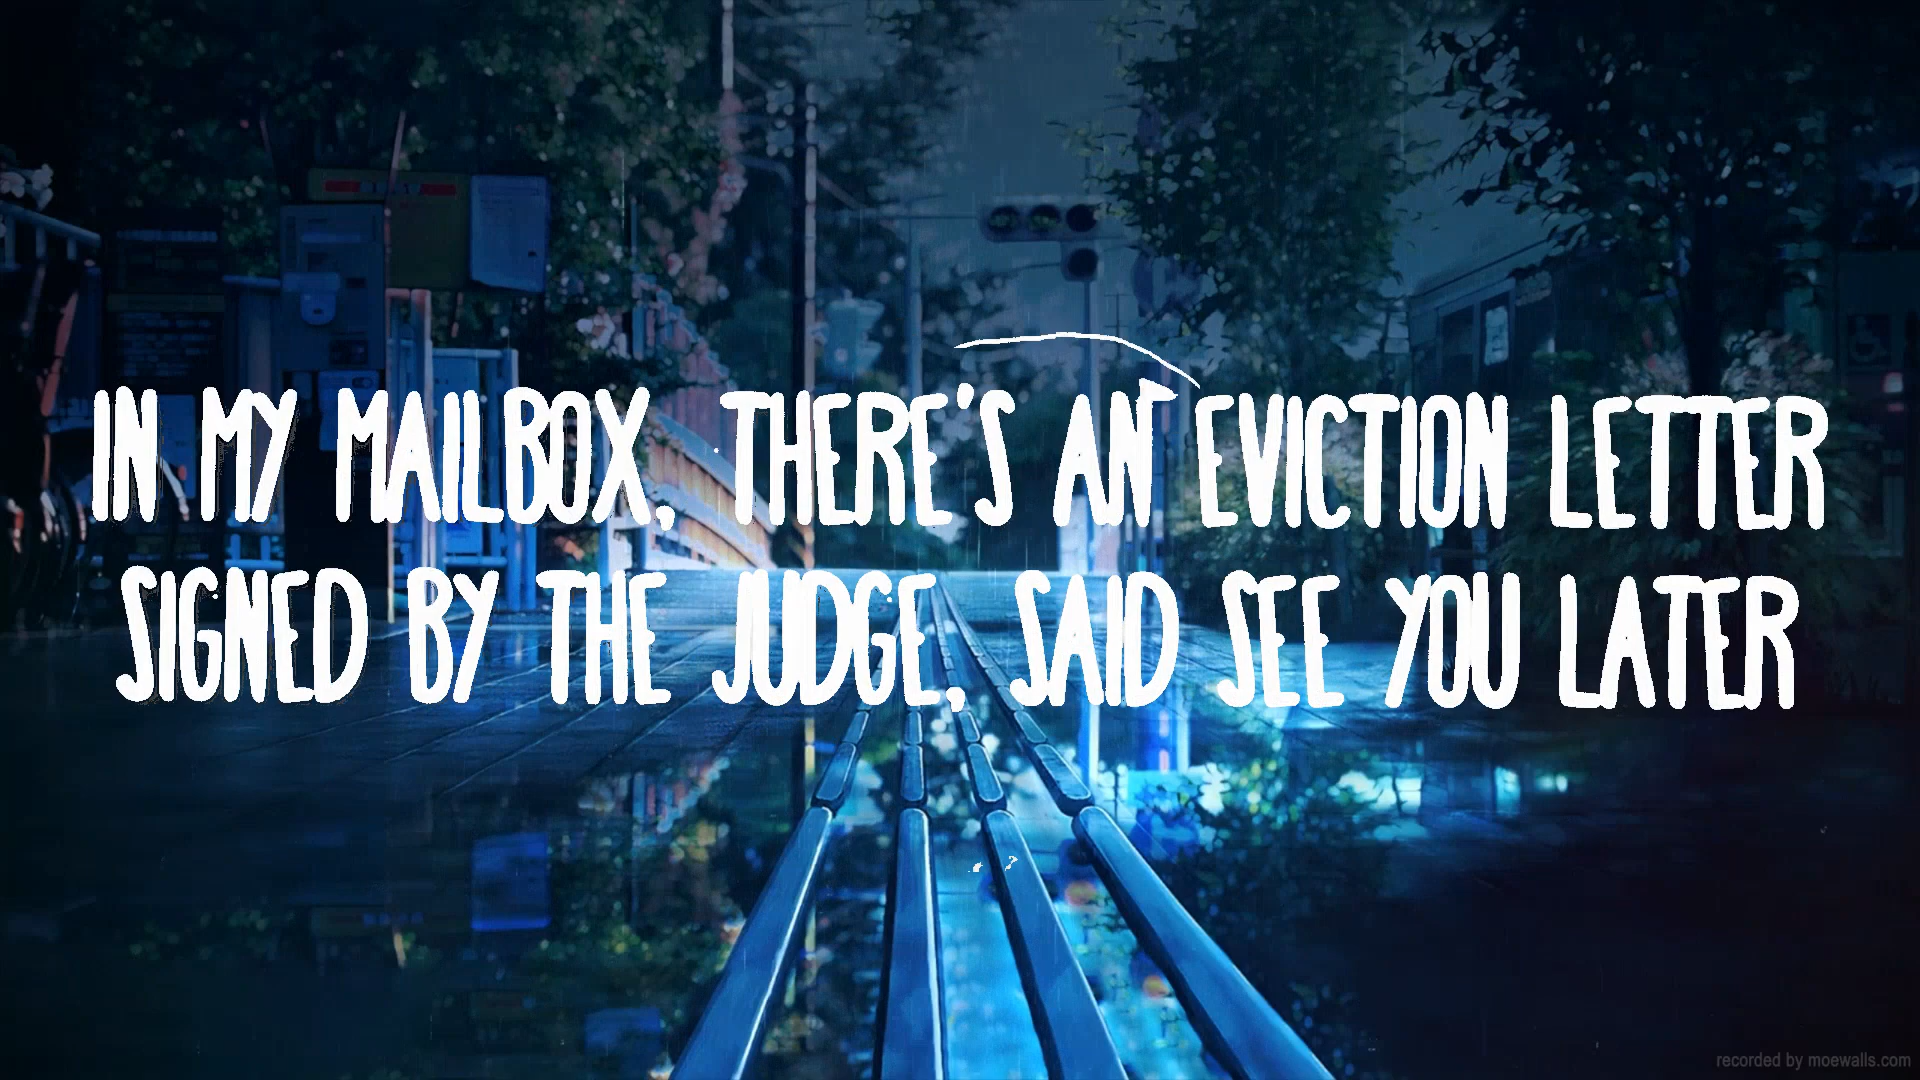 IN MY MAILBOX, THERE'S AN EVICTION LETTER
SIGNED BY THE JUDGE, SAID SEE YOU LATER
recorded by moewalls.com